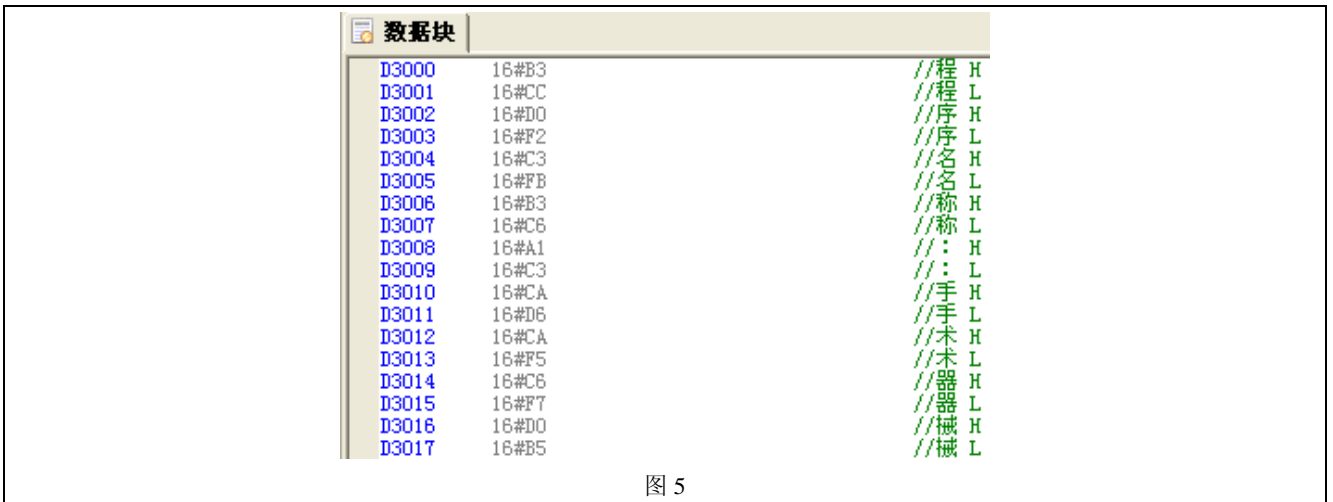 数据块
D3000 16#B3 //程 H
D3001 16#CC //程 L
D3002 16#D0 //序 H
D3003 16#F2 //序 L
D3004 16#C3 //名 H
D3005 16#FB //名 L
D3006 16#B3 //称 H
D3007 16#C6 //称 L
D3008 16#A1 //： H
D3009 16#C3 //： L
D3010 16#CA //手 H
D3011 16#D6 //手 L
D3012 16#CA //术 H
D3013 16#F5 //术 L
D3014 16#C6 //器 H
D3015 16#F7 //器 L
D3016 16#D0 //械 H
D3017 16#B5 //械 L
图 5